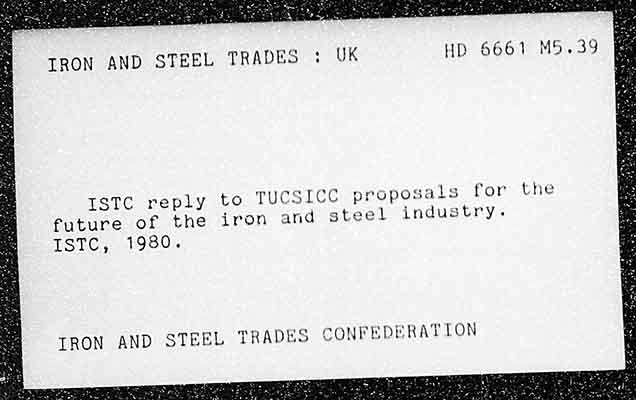 IRON AND STEEL TRADES : UK HD 6661 M5.39
ISTC reply to TUCSICC proposals for the
future of the iron and steel industry.
ISTC, 1980.
IRON AND STEEL TRADES CONFEDERATION